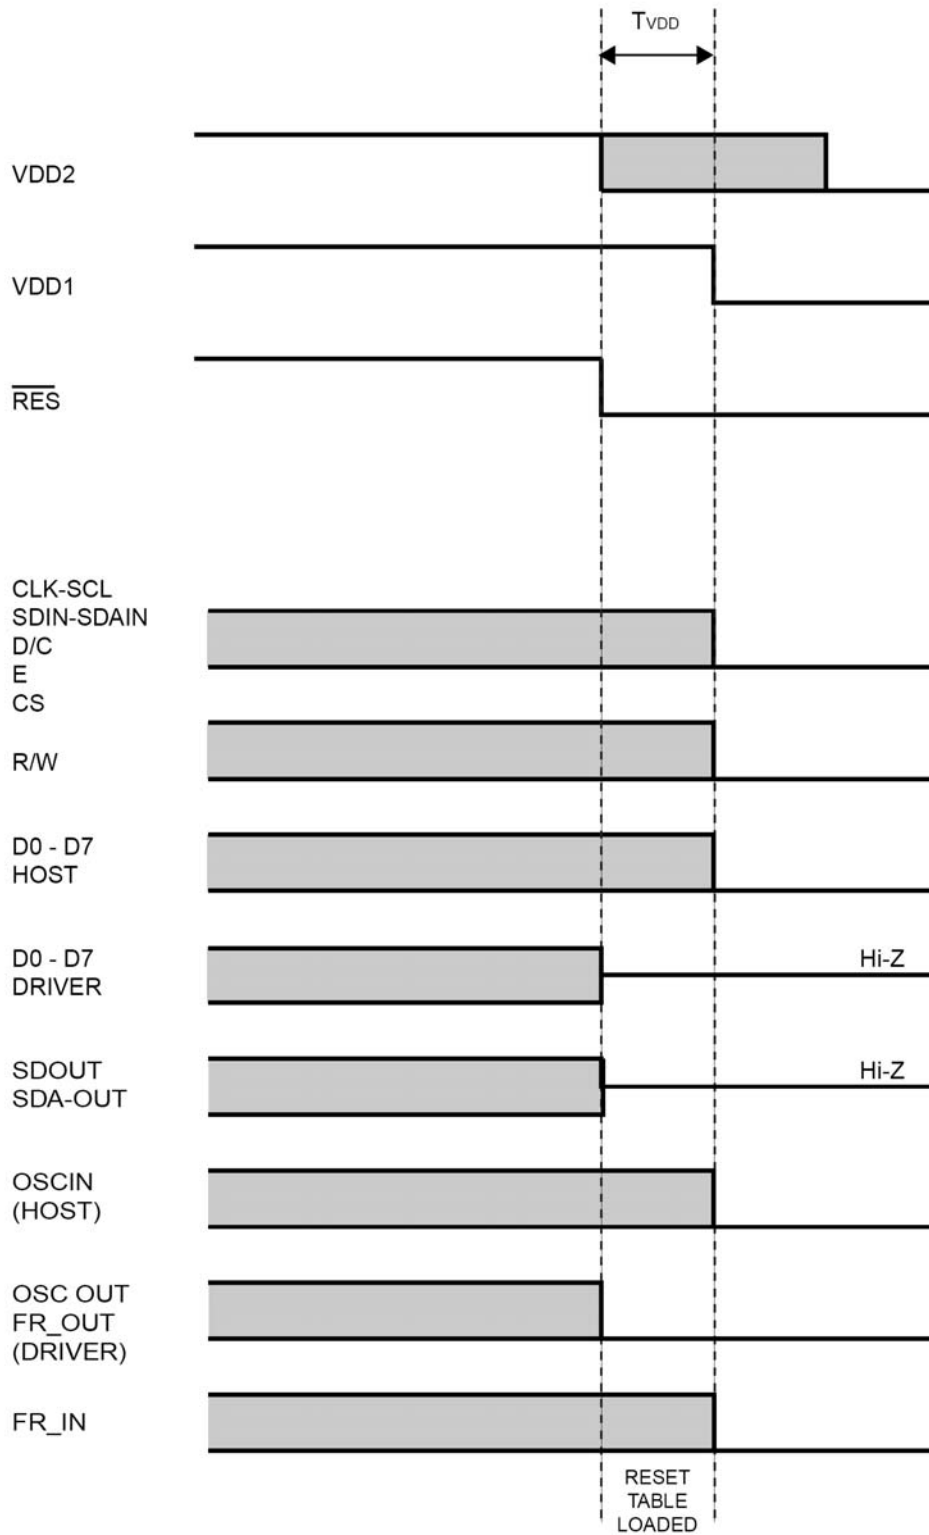 TVDD
VDD2
VDD1
RES
CLK-SCL
SDIN-SDAIN
D/C
E
CS
R/W
D0 - D7
HOST
D0 - D7
DRIVER
Hi-Z
SDOUT
SDA-OUT
Hi-Z
OSCIN
(HOST)
OSC OUT
FR_OUT
(DRIVER)
FR_IN
RESET
TABLE
LOADED